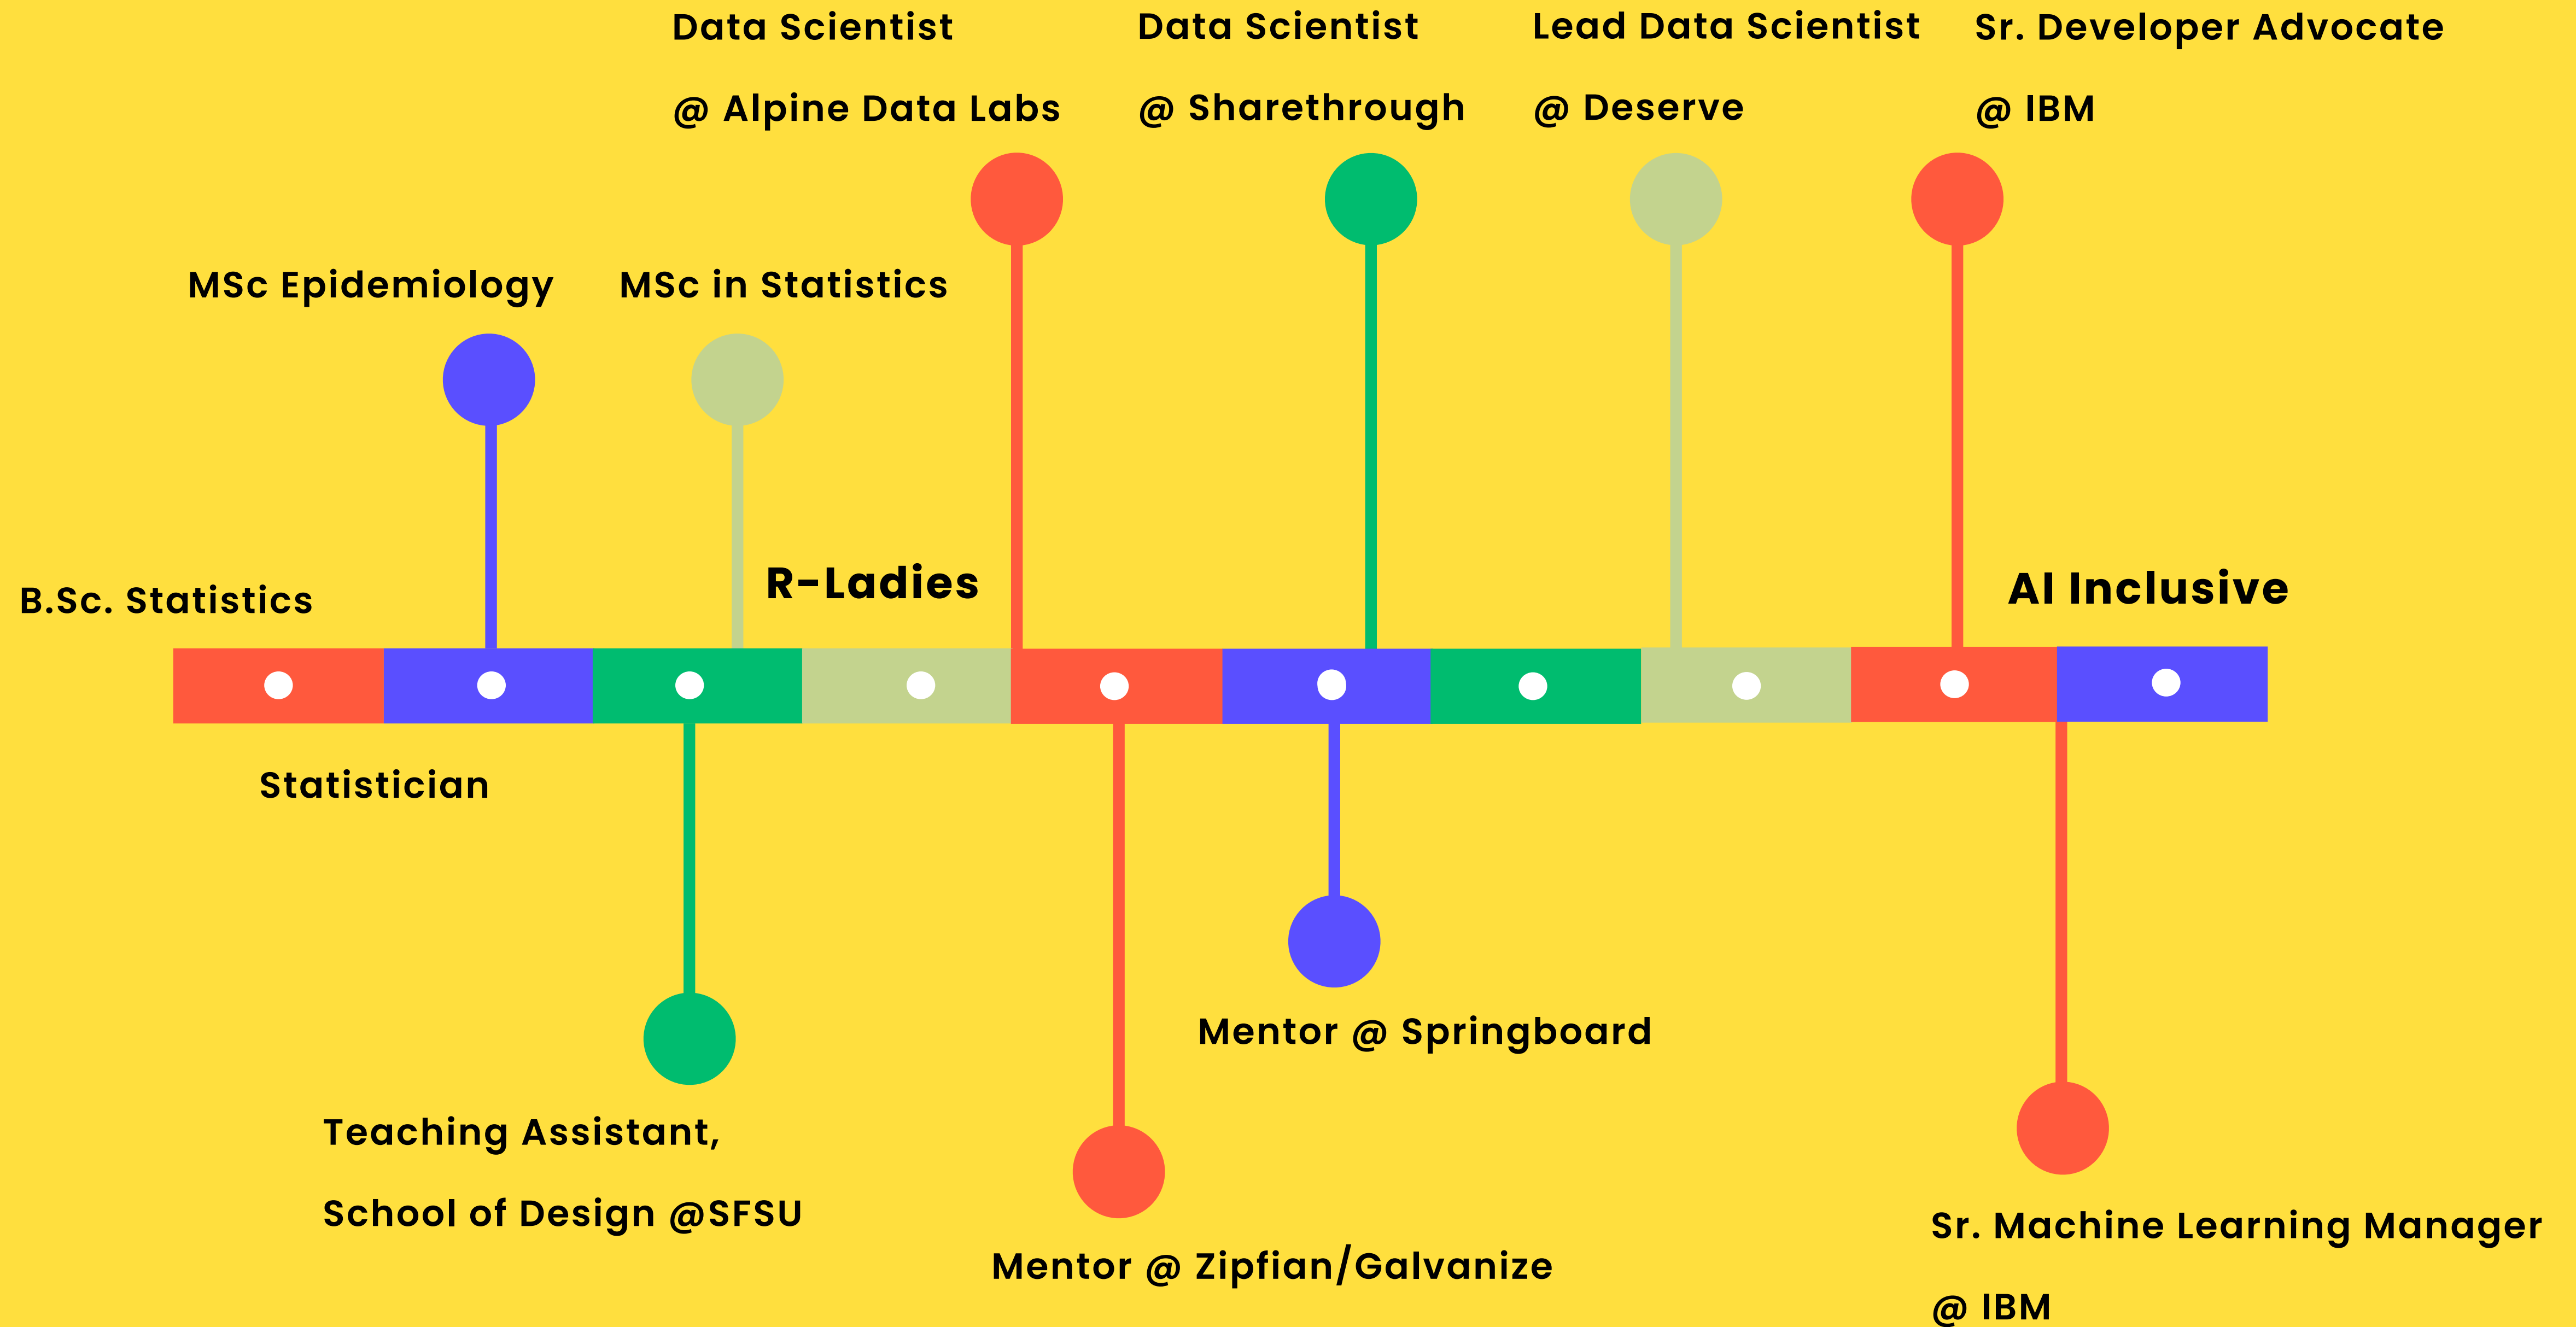 Data Scientist
@ Alpine Data Labs
Data Scientist
@ Sharethrough
Lead Data Scientist
@ Deserve
Sr. Developer Advocate
@ IBM
MSc Epidemiology
MSc in Statistics
B.Sc. Statistics
R-Ladies
AI Inclusive
Statistician
Teaching Assistant,
School of Design @SFSU
Mentor @ Springboard
Mentor @ Zipfian/Galvanize
Sr. Machine Learning Manager
@ IBM